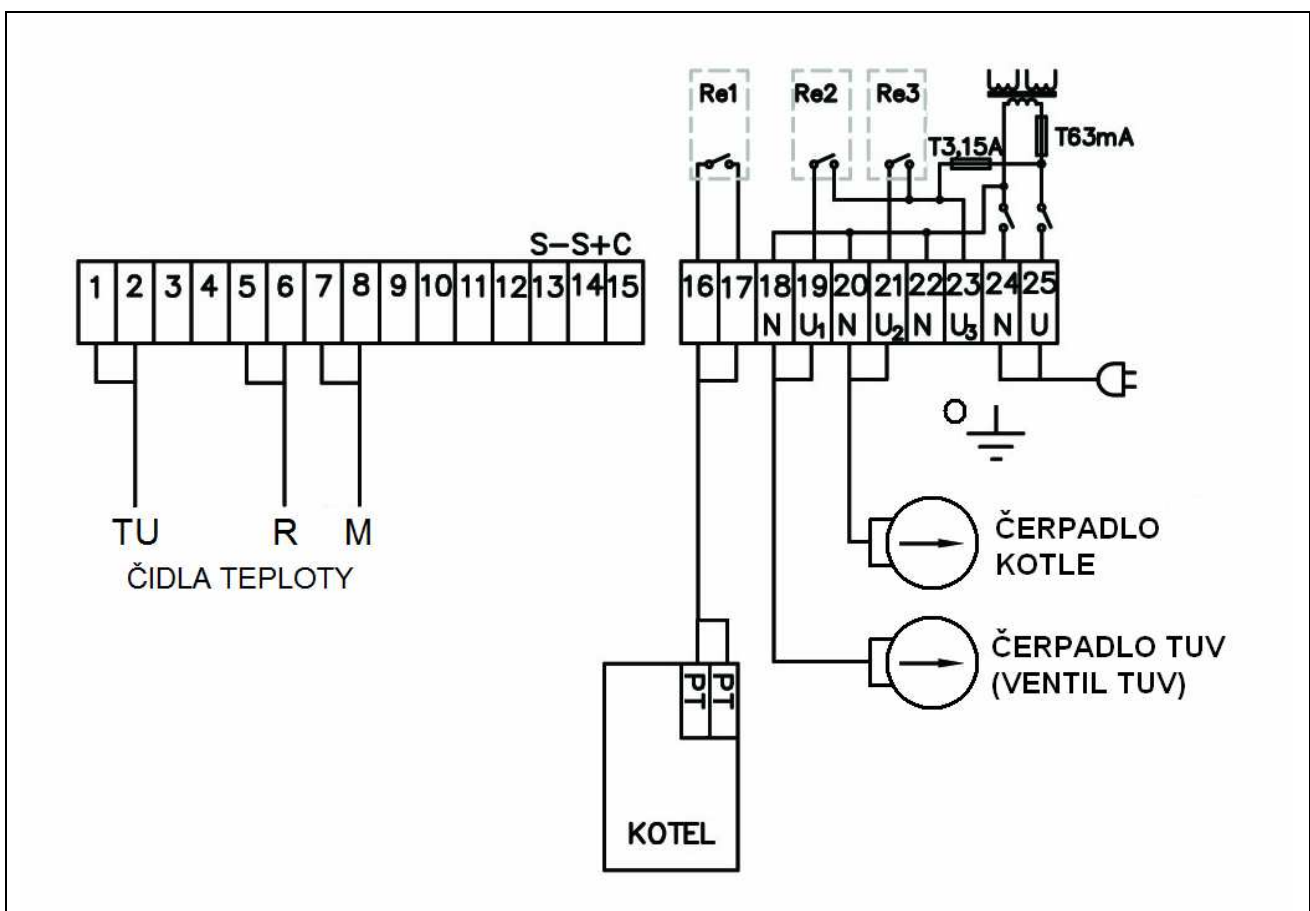 Re1 Re2 Re3
T3,15A T63mA
S-S+C
1 2 3 4 5 6 7 8 9 10 11 12 13 14 15
16 17 18 19 20 21 22 23 24 25
N U1 N U2 N U3 N U
TU R M
ČIDLA TEPLOTY
ČERPADLO
KOTLE
ČERPADLO TUV
(VENTIL TUV)
PT PT
KOTEL